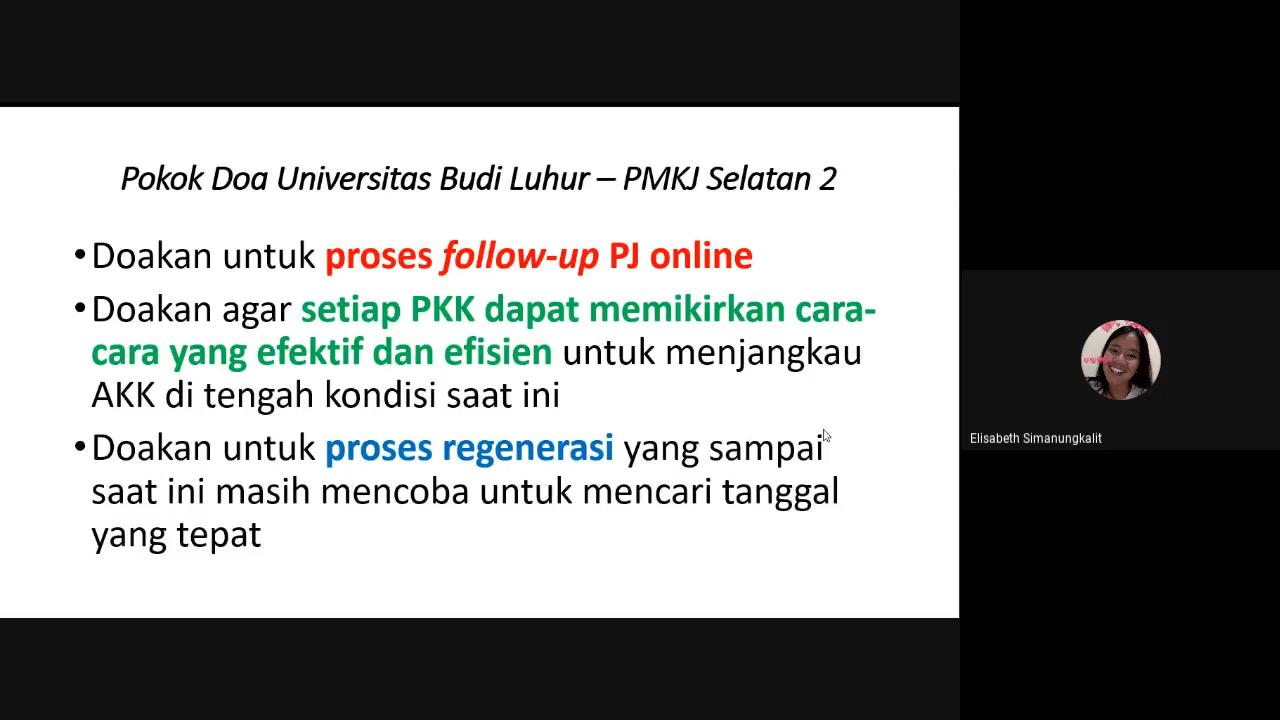 Pokok Doa Universitas Budi Luhur – PMKJ Selatan 2
•Doakan untuk proses follow-up PJ online
•Doakan agar setiap PKK dapat memikirkan cara-
cara yang efektif dan efisien untuk menjangkau
AKK di tengah kondisi saat ini
•Doakan untuk proses regenerasi yang sampai
saat ini masih mencoba untuk mencari tanggal
yang tepat
Elisabeth Simanungkalit